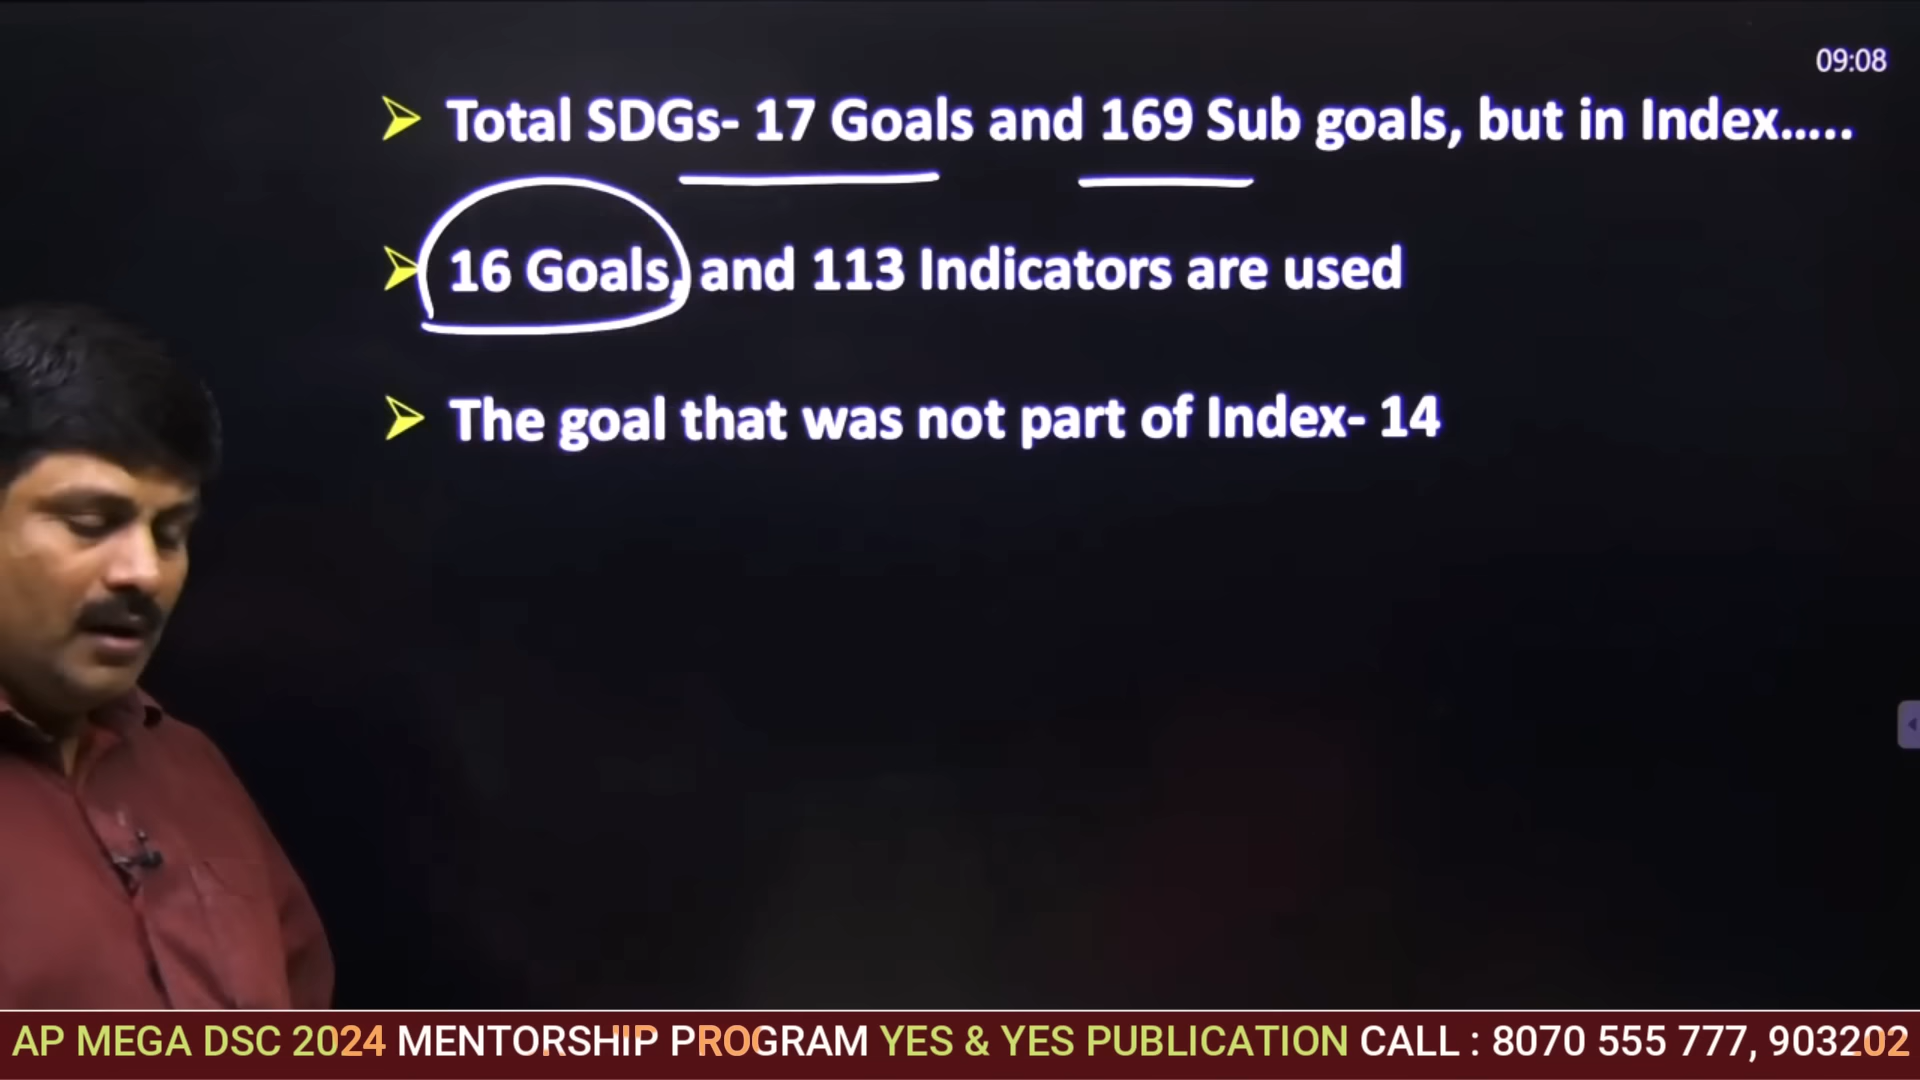 09:08
Total SDGs- 17 Goals and 169 Sub goals, but in Index.....
16 Goals, and 113 Indicators are used
The goal that was not part of Index- 14
AP MEGA DSC 2024 MENTORSHIP PROGRAM YES & YES PUBLICATION CALL : 8070 555 777, 903202